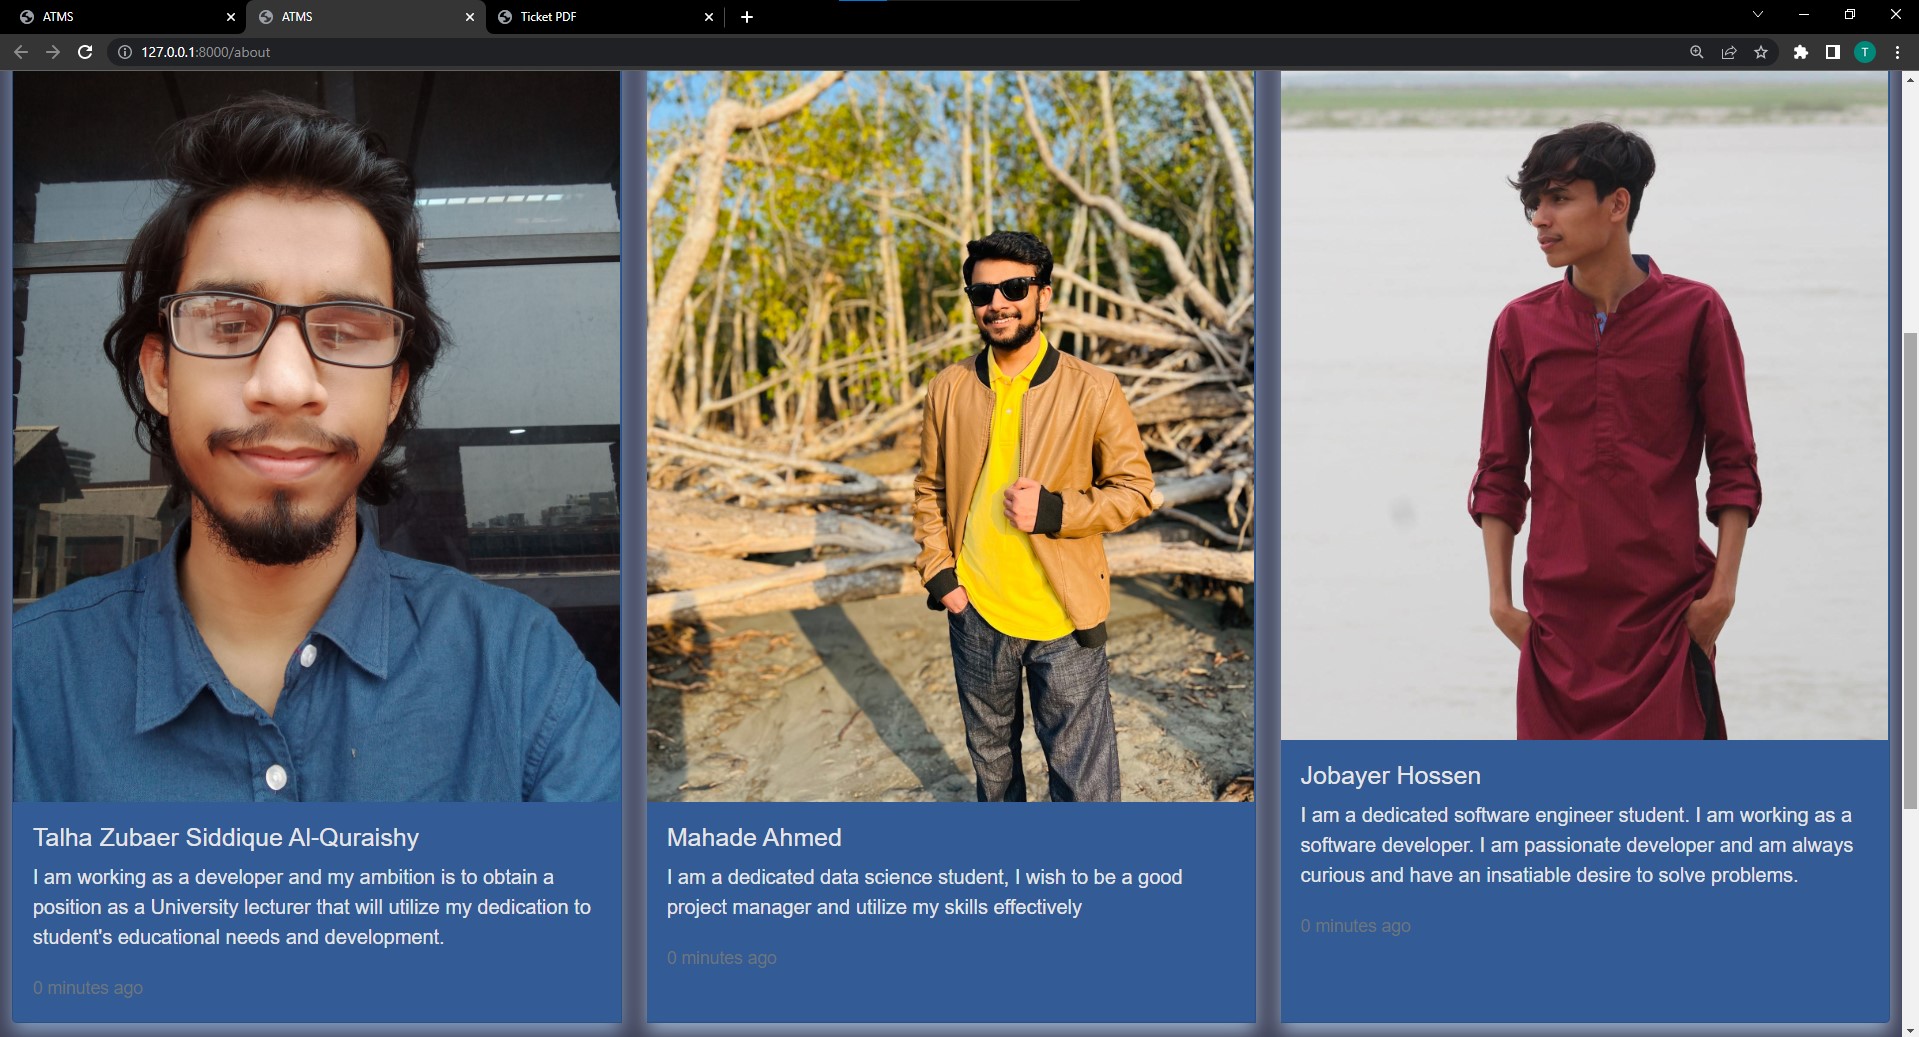 ATMS
ATMS
Ticket PDF
127.0.0.1:8000/about
T
Talha Zubaer Siddique Al-Quraishy
I am working as a developer and my ambition is to obtain a
position as a University lecturer that will utilize my dedication to
student's educational needs and development.
0 minutes ago
Mahade Ahmed
I am a dedicated data science student, I wish to be a good
project manager and utilize my skills effectively
0 minutes ago
Jobayer Hossen
I am a dedicated software engineer student. I am working as a
software developer. I am passionate developer and am always
curious and have an insatiable desire to solve problems.
0 minutes ago